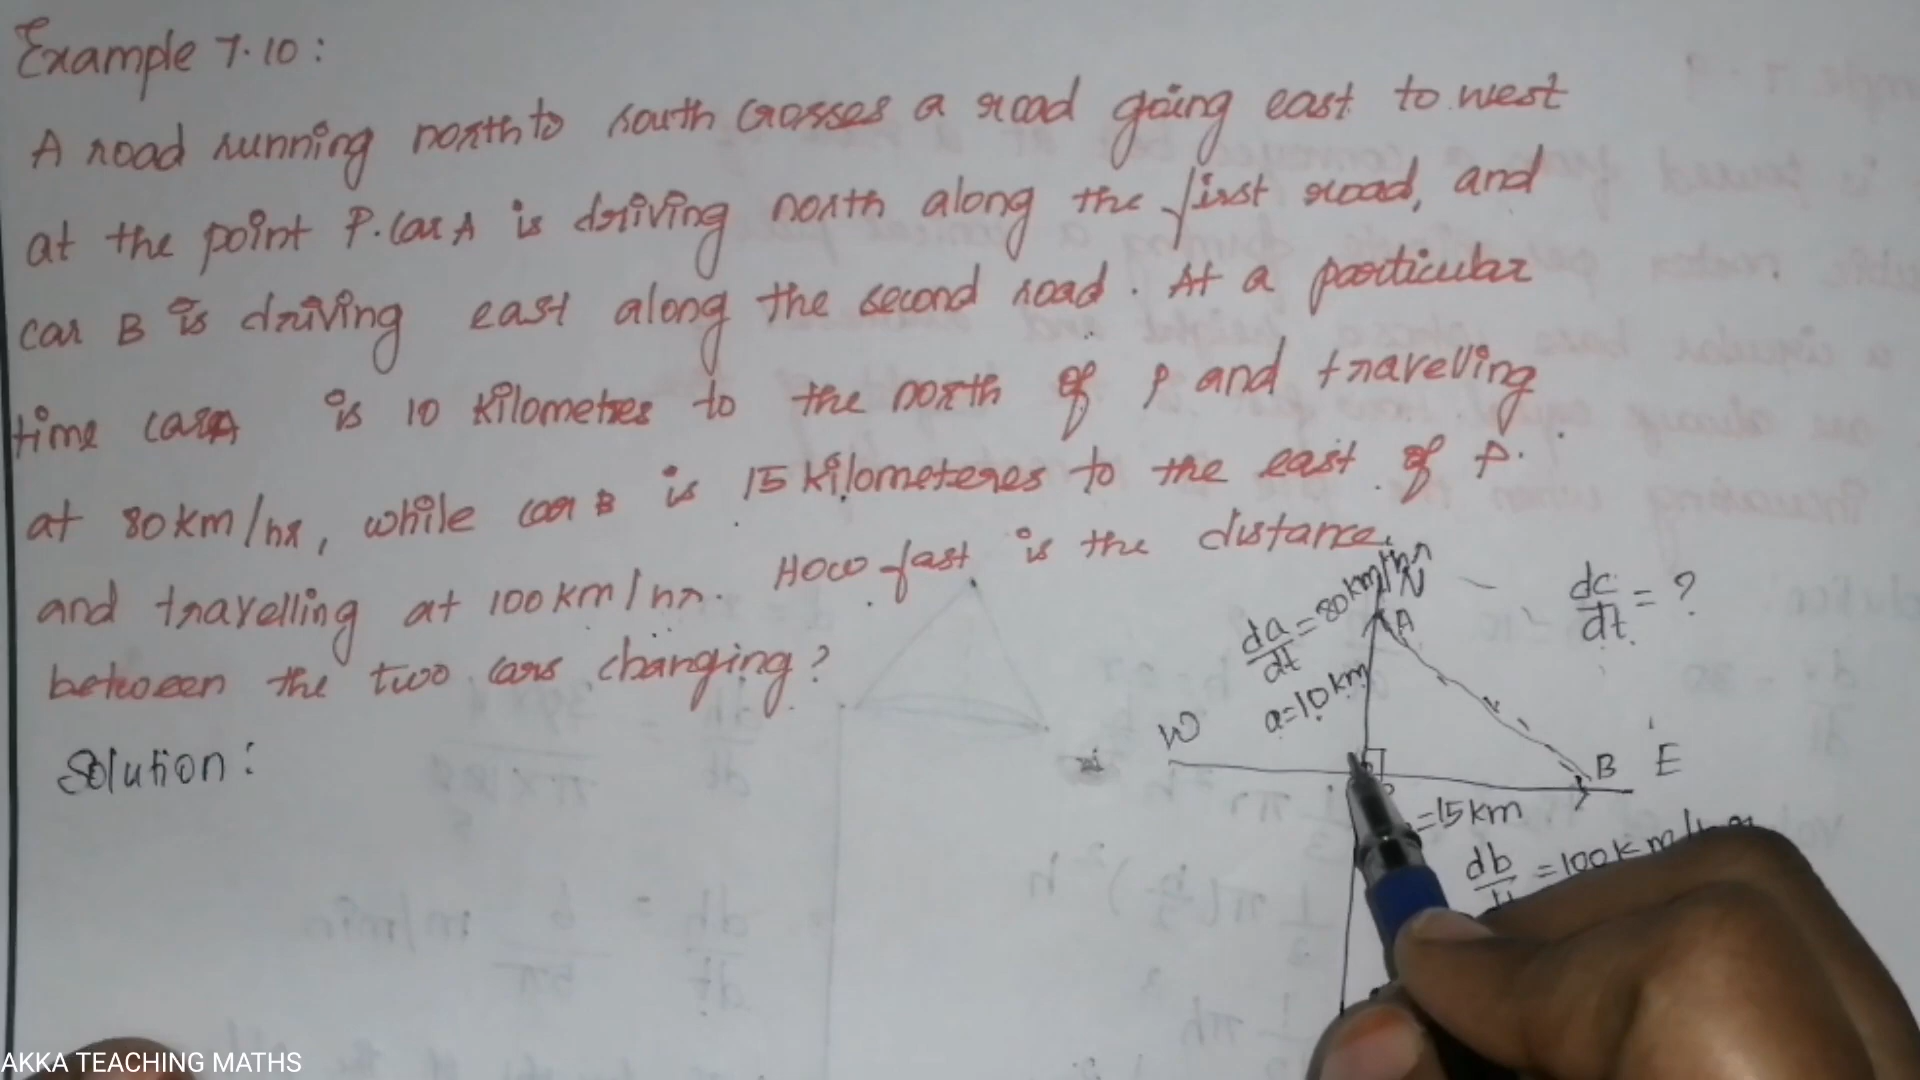 Example 7.10:
A road running north to south crosses a road going east to west
at the point P. Car A is driving north along the first road, and
car B is driving east along the second road. At a particular
time car A is 10 kilometres to the north of P and traveling
at 80 km/hr, while car B is 15 kilometeres to the east of P.
and travelling at 100 km/hr. How fast is the distance
between the two cars changing?
Solution:
da/dt = 80 km/hr
N
A
dc/dt = ?
a = 10 km
W
B
E
= 15 km
db = 100 km/
AKKA TEACHING MATHS